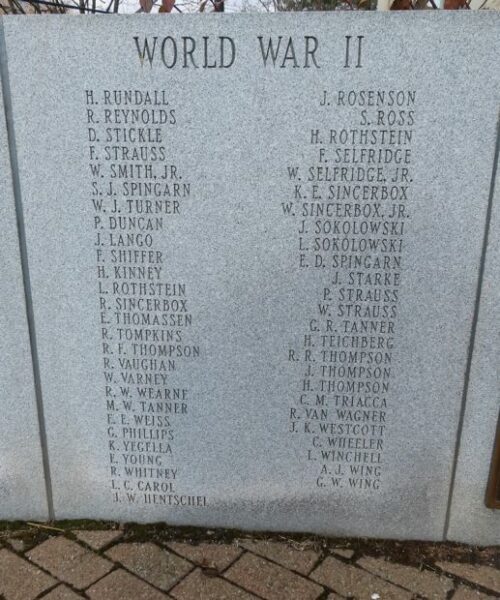 WORLD WAR II
H. RUNDALL
R. REYNOLDS
D. STICKLE
F. STRAUSS
W. SMITH, JR.
S. J. SPINGARN
W. J. TURNER
P. DUNCAN
J. LANGO
F. SHIFFER
H. KINNEY
L. ROTHSTEIN
R. SINCERBOX
E. THOMASSEN
R. TOMPKINS
R. F. THOMPSON
R. VAUGHAN
W. VARNEY
R. W. WEARNE
M. W. TANNER
E. E. WEISS
G. PHILLIPS
K. YEGELLA
E. YOUNG
R. WHITNEY
L. C. CAROL
J. W. HENTSCHEL
J. ROSENSON
S. ROSS
H. ROTHSTEIN
F. SELFRIDGE
W. SELFRIDGE, JR.
K. E. SINCERBOX
W. SINCERBOX, JR.
J. SOKOLOWSKI
L. SOKOLOWSKI
E. D. SPINGARN
J. STARKE
P. STRAUSS
W. STRAUSS
G. R. TANNER
H. TEICHBERG
R. R. THOMPSON
J. THOMPSON
H. THOMPSON
C. M. TRIACCA
R. VAN WAGNER
J. K. WESTCOTT
C. WHEELER
L. WINCHELL
A. J. WING
G. W. WING